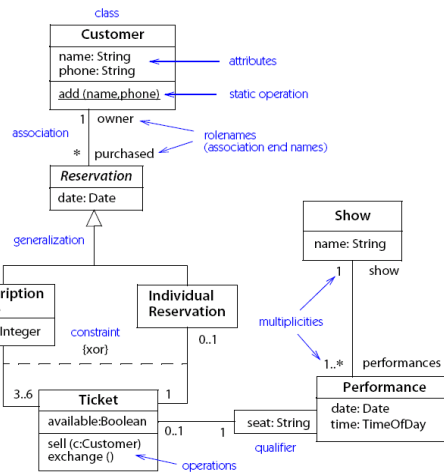 class
Customer
name: String
phone: String
attributes
add (name,phone)
static operation
1 owner
association
rolenames
(association end names)
* purchased
Reservation
date: Date
Show
name: String
generalization
1 show
ription
Individual
Reservation
Integer
constraint
{xor}
0..1
multiplicities
1..* performances
3..6
Ticket
1
Performance
available:Boolean
date: Date
time: TimeOfDay
seat: String
0..1
1
sell (c:Customer)
exchange ()
qualifier
operations